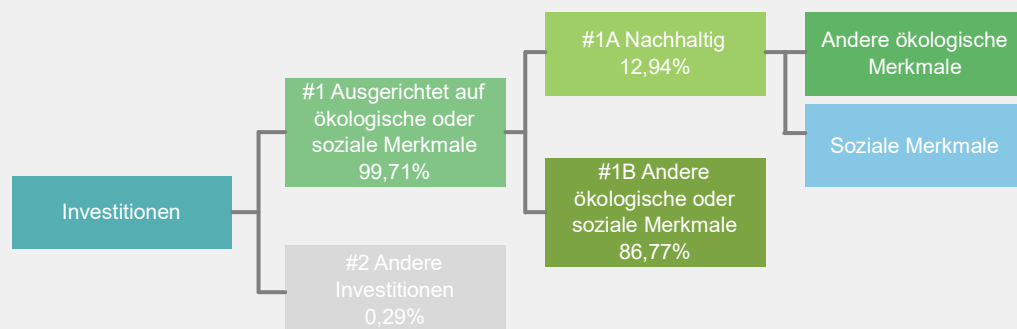 Investitionen
#1 Ausgerichtet auf
ökologische oder
soziale Merkmale
99,71%
#2 Andere
Investitionen
0,29%
#1A Nachhaltig
12,94%
#1B Andere
ökologische oder
soziale Merkmale
86,77%
Andere ökologische
Merkmale
Soziale Merkmale